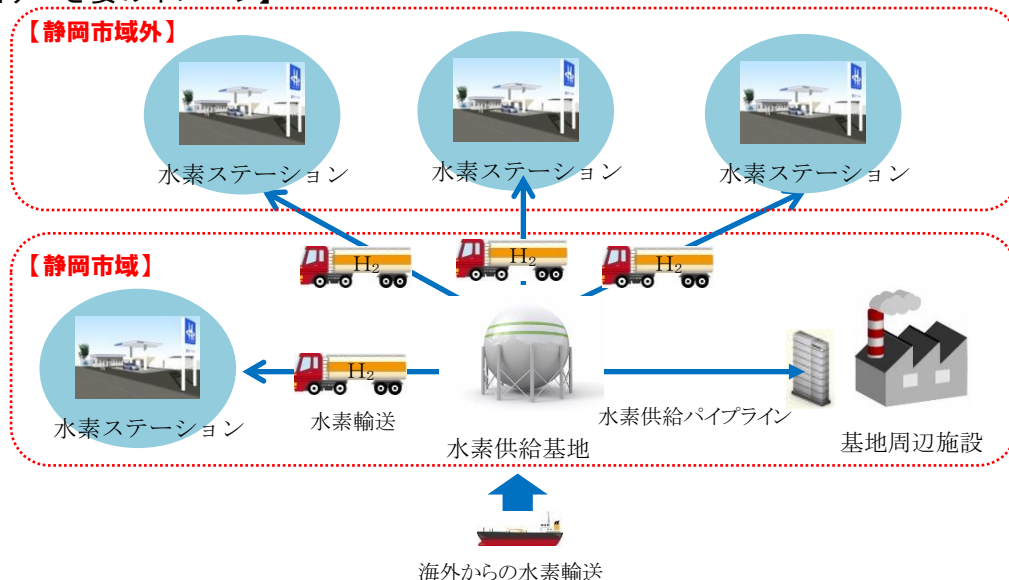 【静岡市域外】
水素ステーション
水素ステーション
水素ステーション
H₂
H₂
H₂
【静岡市域】
H₂
水素ステーション
水素輸送
水素供給基地
水素供給パイプライン
基地周辺施設
海外からの水素輸送